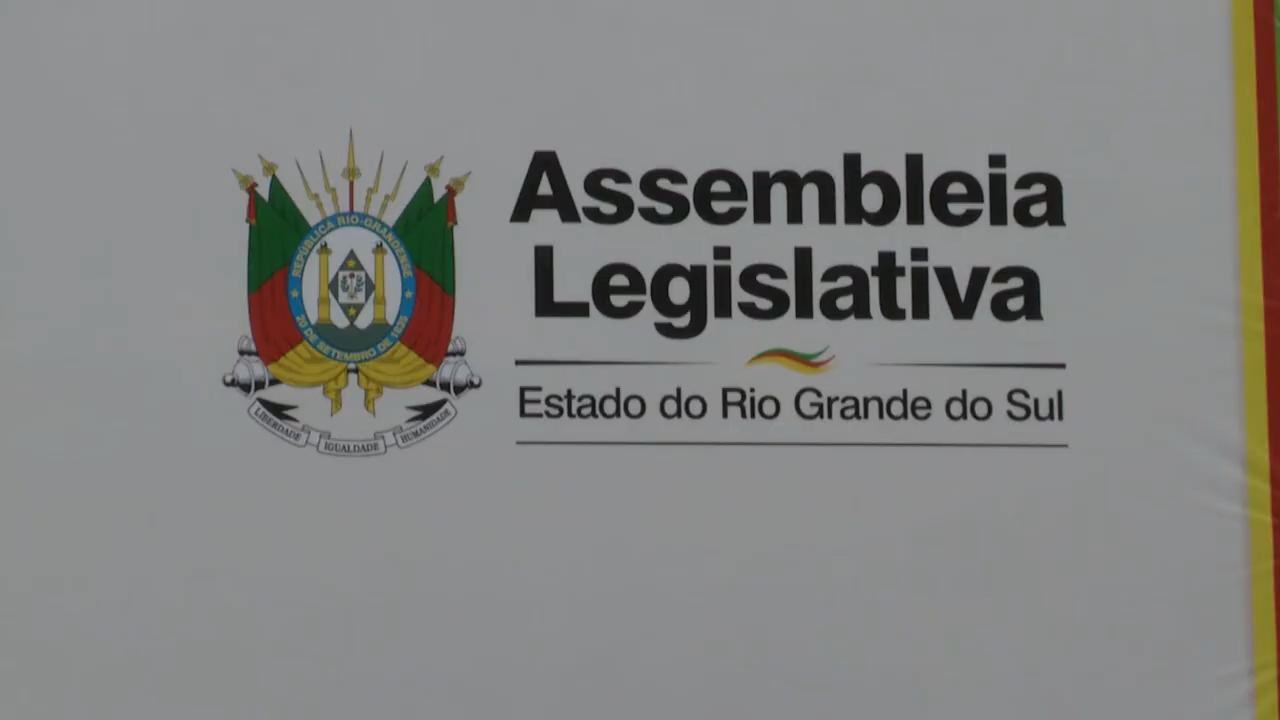 REPÚBLICA RIO-GRANDENSE
20 DE SETEMBRO DE 1835
LIBERDADE
IGUALDADE
HUMANIDADE
Assembleia
Legislativa
Estado do Rio Grande do Sul